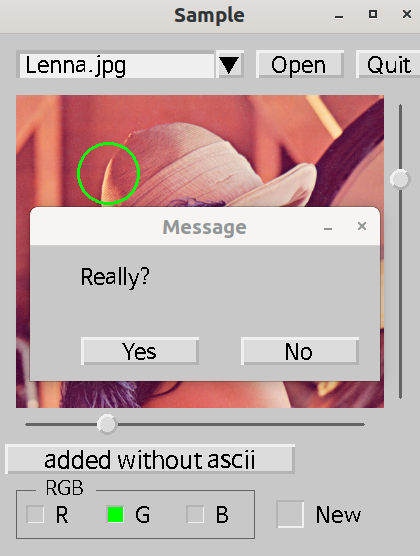 Sample
Lenna.jpg Open Quit
Message
Really?
Yes No
added without ascii
RGB
R G B New